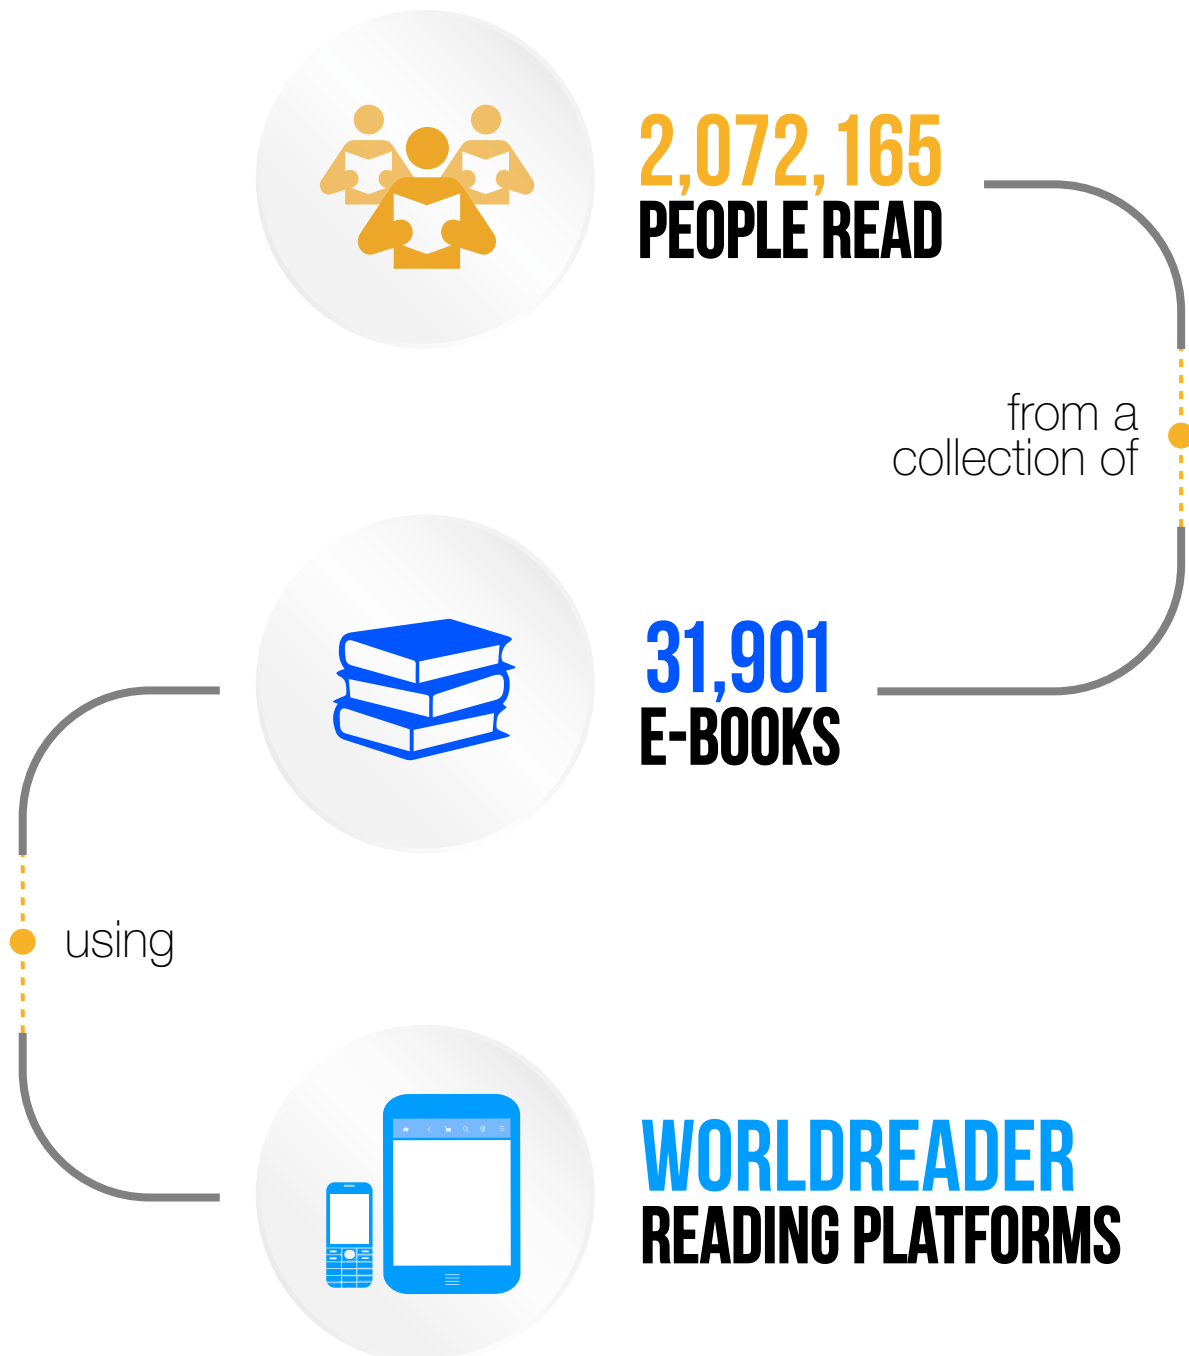 2,072,165
PEOPLE READ
from a
collection of
31,901
E-BOOKS
using
WORLDREADER
READING PLATFORMS